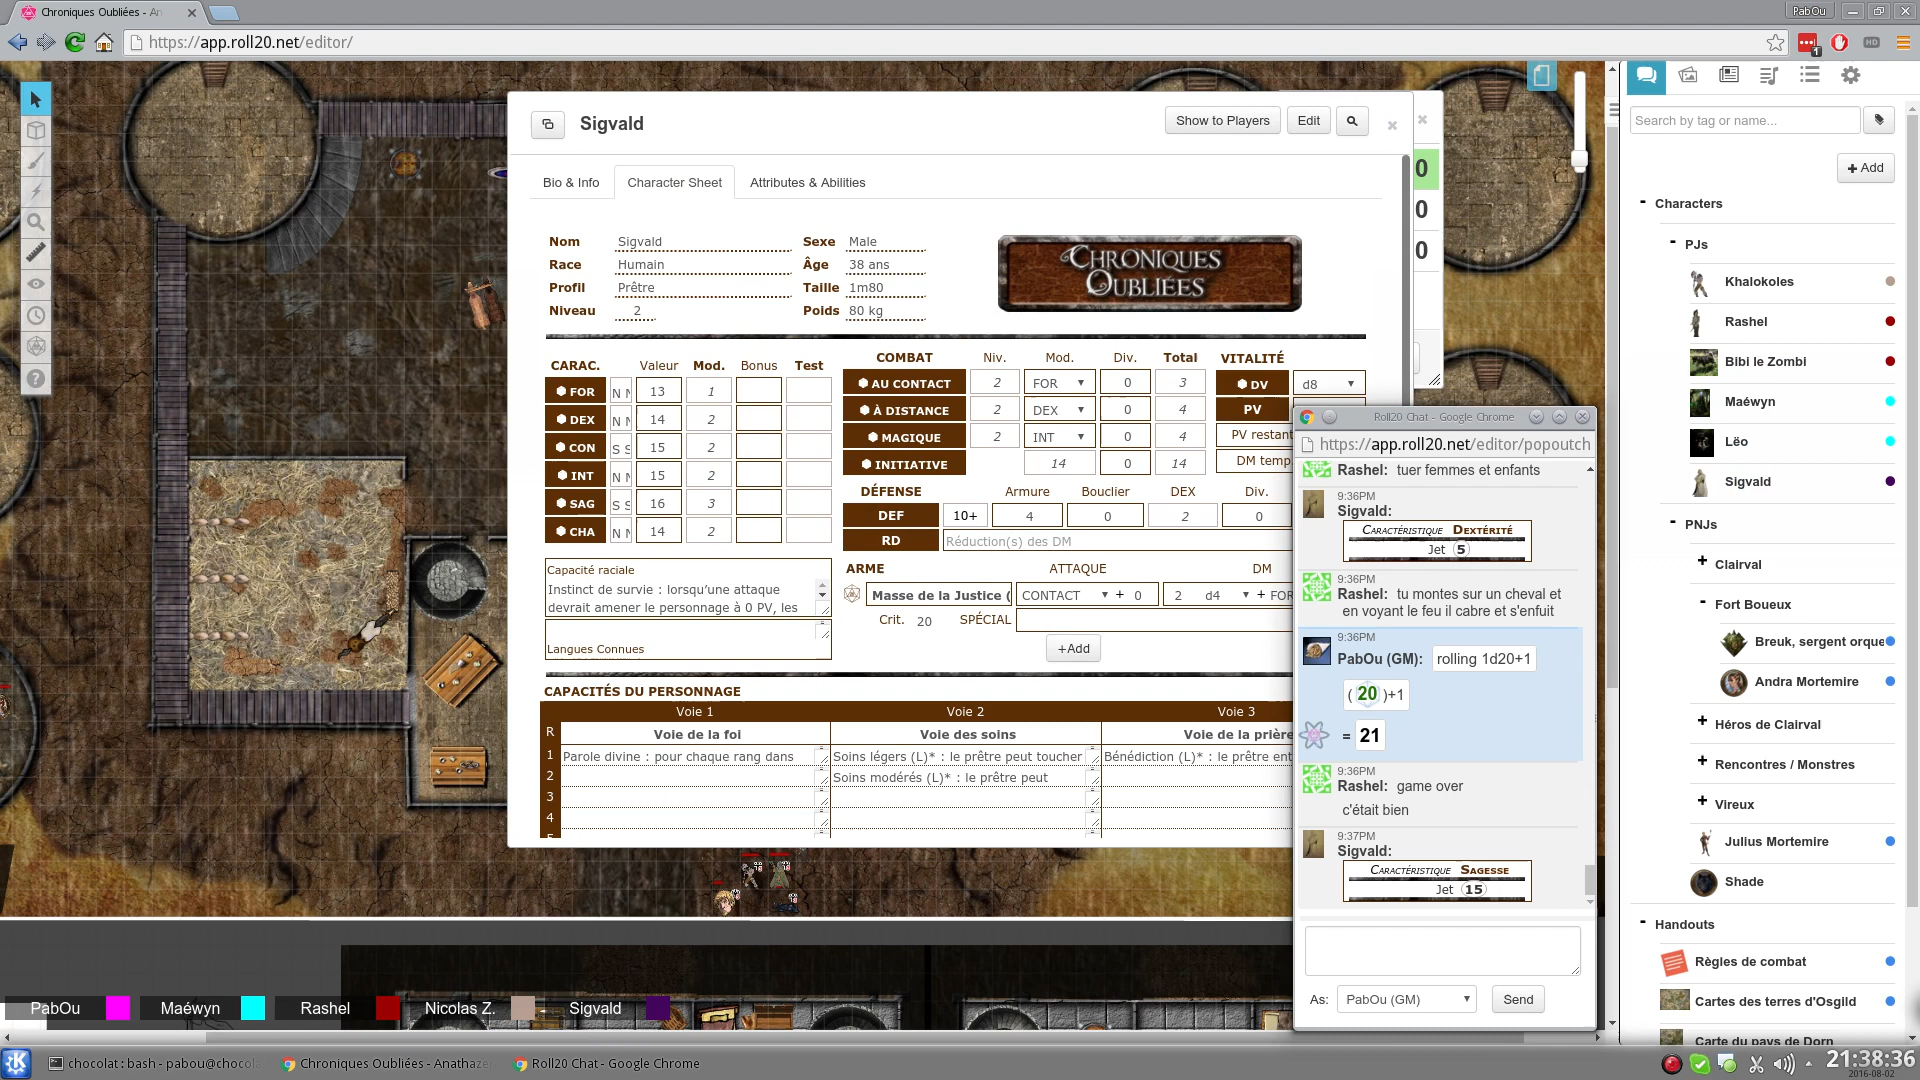 Chroniques Oubliées - An
PabOu
https://app.roll20.net/editor/
Sigvald
Show to Players
Edit
Bio & Info
Character Sheet
Attributes & Abilities
Nom Sigvald Sexe Male
Race Humain Âge 38 ans
Profil Prêtre Taille 1m80
Niveau 2 Poids 80 kg
CHRONIQUES
OUBLIÉES
CARAC. Valeur Mod. Bonus Test
FOR N N 13 1
DEX N N 14 2
CON S S 15 2
INT N N 15 2
SAG S S 16 3
CHA N N 14 2
COMBAT Niv. Mod. Div. Total
AU CONTACT 2 FOR 0 3
À DISTANCE 2 DEX 0 4
MAGIQUE 2 INT 0 4
INITIATIVE 14 0 14
VITALITÉ
DV d8
PV
PV restant
DM temp.
DÉFENSE Armure Bouclier DEX Div.
DEF 10+ 4 0 2 0
RD Réduction(s) des DM
Capacité raciale
Instinct de survie : lorsqu'une attaque
devrait amener le personnage à 0 PV, les
Langues Connues
ARME ATTAQUE DM
Masse de la Justice ( CONTACT + 0 2 d4 + FOR
Crit. 20 SPÉCIAL
+Add
CAPACITÉS DU PERSONNAGE
Voie 1 Voie 2 Voie 3
R Voie de la foi Voie des soins Voie de la prière
1 Parole divine : pour chaque rang dans Soins légers (L)* : le prêtre peut toucher Bénédiction (L)* : le prêtre ent
2 Soins modérés (L)* : le prêtre peut
3
4
0
0
0
Roll20 Chat - Google Chrome
https://app.roll20.net/editor/popoutch
Rashel: tuer femmes et enfants
9:36PM
Sigvald:
Caractéristique Dextérité
Jet 5
9:36PM
Rashel: tu montes sur un cheval et
en voyant le feu il cabre et s'enfuit
9:36PM
PabOu (GM): rolling 1d20+1
(20)+1
= 21
9:36PM
Rashel: game over
c'était bien
9:37PM
Sigvald:
Caractéristique Sagesse
Jet 15
As: PabOu (GM) Send
Search by tag or name...
+ Add
- Characters
- PJs
Khalokoles
Rashel
Bibi le Zombi
Maéwyn
Lëo
Sigvald
- PNJs
+ Clairval
- Fort Boueux
Breuk, sergent orque
Andra Mortemire
+ Héros de Clairval
+ Rencontres / Monstres
+ Vireux
Julius Mortemire
Shade
- Handouts
Règles de combat
Cartes des terres d'Osgild
Carte du pays de Dorn
PabOu
Maéwyn
Rashel
Nicolas Z.
Sigvald
chocolat : bash - pabou@choco
Chroniques Oubliées - Anathaze
Roll20 Chat - Google Chrome
21:38:36
2016-08-02